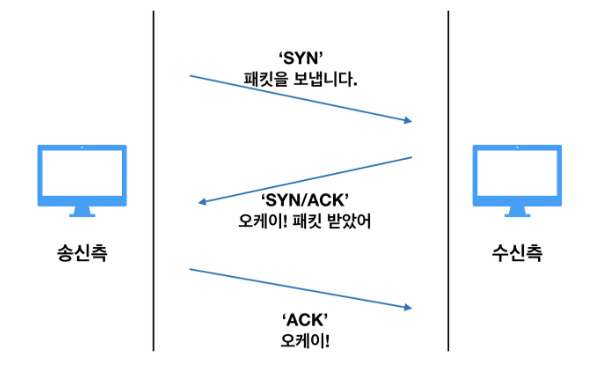 ‘SYN’
패킷을 보냅니다.
‘SYN/ACK’
오케이! 패킷 받았어
송신측
수신측
‘ACK’
오케이!